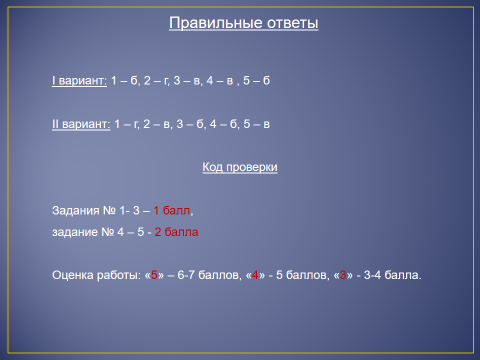 Правильные ответы
I вариант: 1 – б, 2 – г, 3 – в, 4 – в , 5 – б
II вариант: 1 – г, 2 – в, 3 – б, 4 – б, 5 – в
Код проверки
Задания № 1- 3 – 1 балл,
задание № 4 – 5 - 2 балла
Оценка работы: «5» – 6-7 баллов, «4» - 5 баллов, «3» - 3-4 балла.